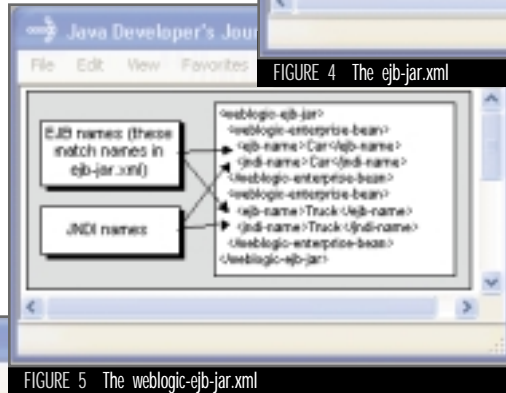 Java Developer's Jour
File Edit View Favorites
FIGURE 4 The ejb-jar.xml
EJB names (these
match names in
ejb-jar.xml)
JNDI names
<weblogic-ejb-jar>
<weblogic-enterprise-bean>
<ejb-name>Car</ejb-name>
<jndi-name>Car</jndi-name>
</weblogic-enterprise-bean>
<weblogic-enterprise-bean>
<ejb-name>Truck</ejb-name>
<jndi-name>Truck</jndi-name>
</weblogic-enterprise-bean>
</weblogic-ejb-jar>
FIGURE 5 The weblogic-ejb-jar.xml